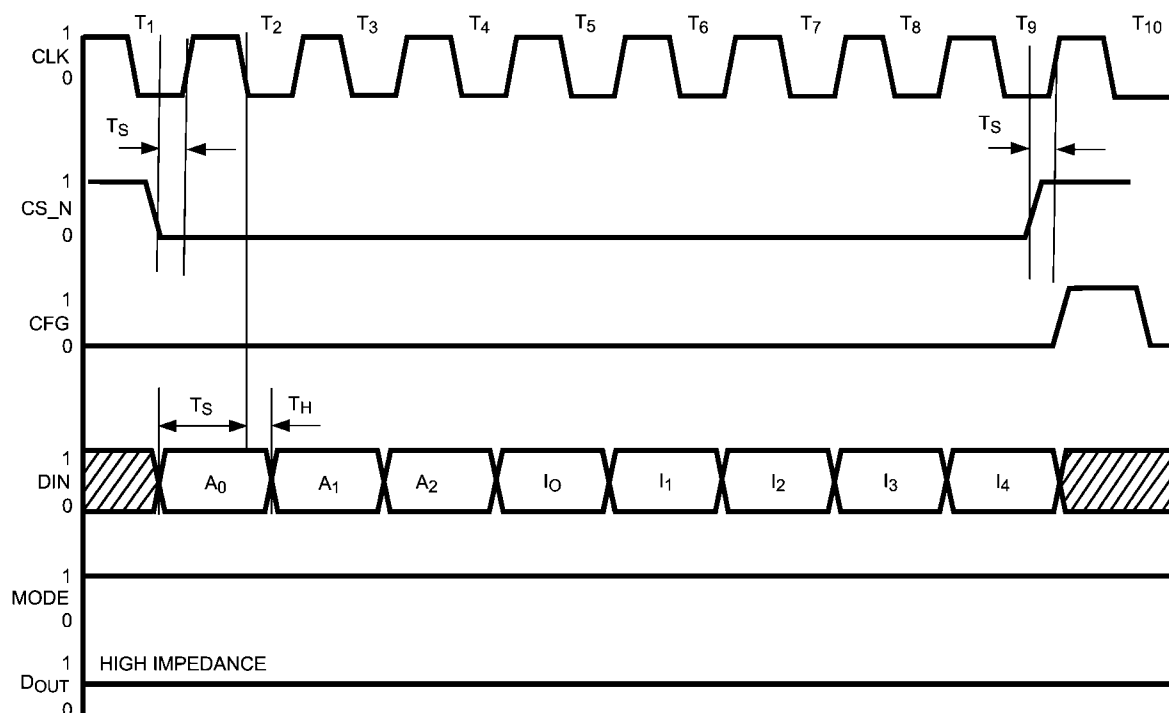 T1 T2 T3 T4 T5 T6 T7 T8 T9 T10
1
CLK
0
TS TS
1
CS_N
0
1
CFG
0
TS TH
1
DIN A0 A1 A2 IO I1 I2 I3 I4
0
1
MODE
0
1 HIGH IMPEDANCE
DOUT
0